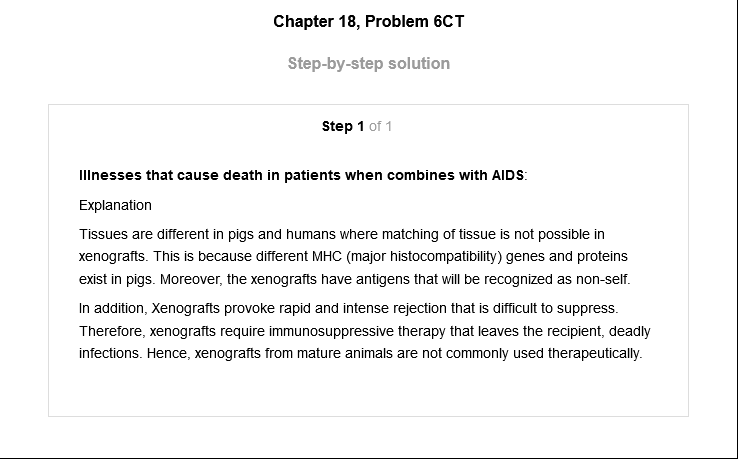 Chapter 18, Problem 6CT
Step-by-step solution
Step 1 of 1
Illnesses that cause death in patients when combines with AIDS:
Explanation
Tissues are different in pigs and humans where matching of tissue is not possible in
xenografts. This is because different MHC (major histocompatibility) genes and proteins
exist in pigs. Moreover, the xenografts have antigens that will be recognized as non-self.
In addition, Xenografts provoke rapid and intense rejection that is difficult to suppress.
Therefore, xenografts require immunosuppressive therapy that leaves the recipient, deadly
infections. Hence, xenografts from mature animals are not commonly used therapeutically.